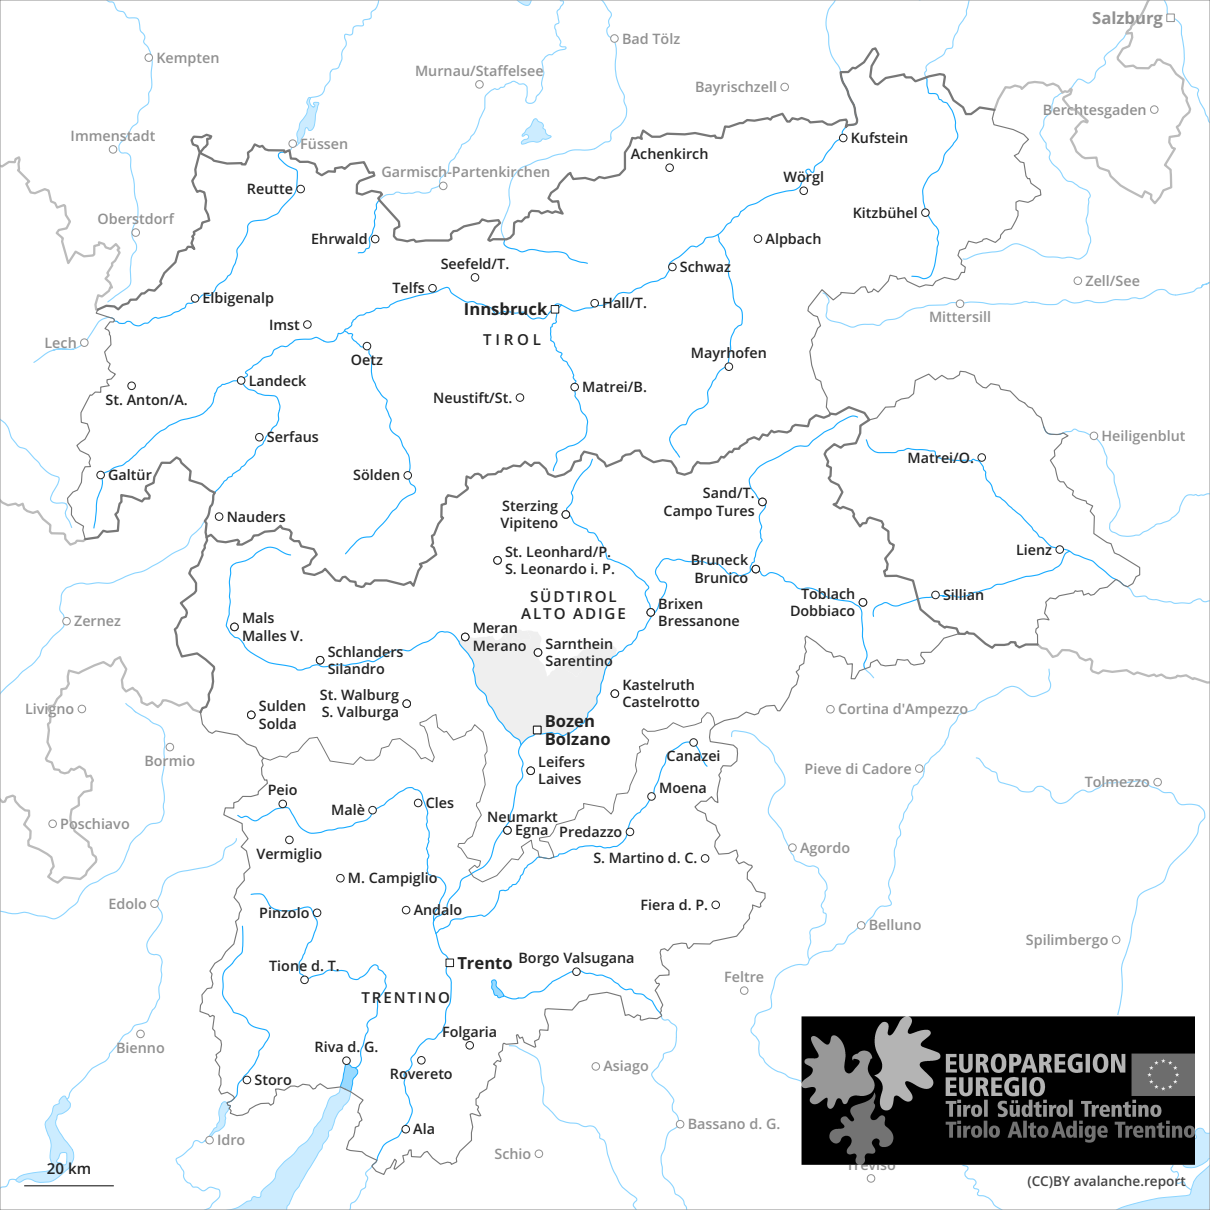 Salzburg
Bad Tölz
Kempten
Murnau/Staffelsee
Bayrischzell
Berchtesgaden
Immenstadt
Füssen
Kufstein
Achenkirch
Garmisch-Partenkirchen
Wörgl
Reutte
Oberstdorf
Kitzbühel
Ehrwald
Alpbach
Seefeld/T.
Schwaz
Zell/See
Telfs
Elbigenalp
Hall/T.
Innsbruck
Mittersill
Imst
TIROL
Lech
Oetz
Mayrhofen
Landeck
Matrei/B.
St. Anton/A.
Neustift/St.
Serfaus
Heiligenblut
Matrei/O.
Galtür
Sölden
Sand/T.
Campo Tures
Sterzing
Vipiteno
Nauders
St. Leonhard/P.
S. Leonardo i. P.
Lienz
Bruneck
Brunico
SÜDTIROL
ALTO ADIGE
Toblach
Dobbiaco
Sillian
Brixen
Bressanone
Zernez
Mals
Malles V.
Meran
Merano
Sarnthein
Sarentino
Schlanders
Silandro
Kastelruth
Castelrotto
St. Walburg
S. Valburga
Livigno
Sulden
Solda
Cortina d'Ampezzo
Bozen
Bolzano
Bormio
Canazei
Leifers
Laives
Pieve di Cadore
Tolmezzo
Peio
Moena
Malè
Cles
Neumarkt
Egna
Predazzo
Poschiavo
Vermiglio
Agordo
S. Martino d. C.
M. Campiglio
Edolo
Pinzolo
Andalo
Fiera d. P.
Belluno
Spilimbergo
Borgo Valsugana
Trento
Tione d. T.
Feltre
TRENTINO
Folgaria
Bienno
Riva d. G.
Asiago
Rovereto
Storo
EUROPAREGION
EUREGIO
Tirol Südtirol Trentino
Tirolo Alto Adige Trentino
Bassano d. G.
Ala
Idro
Schio
Treviso
20 km
(CC)BY avalanche.report